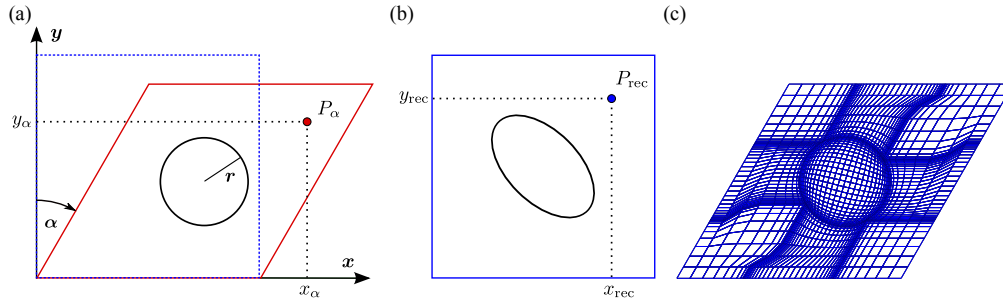 (a)
y
y_α
P_α
r
α
x
x_α
(b)
y_rec
P_rec
x_rec
(c)